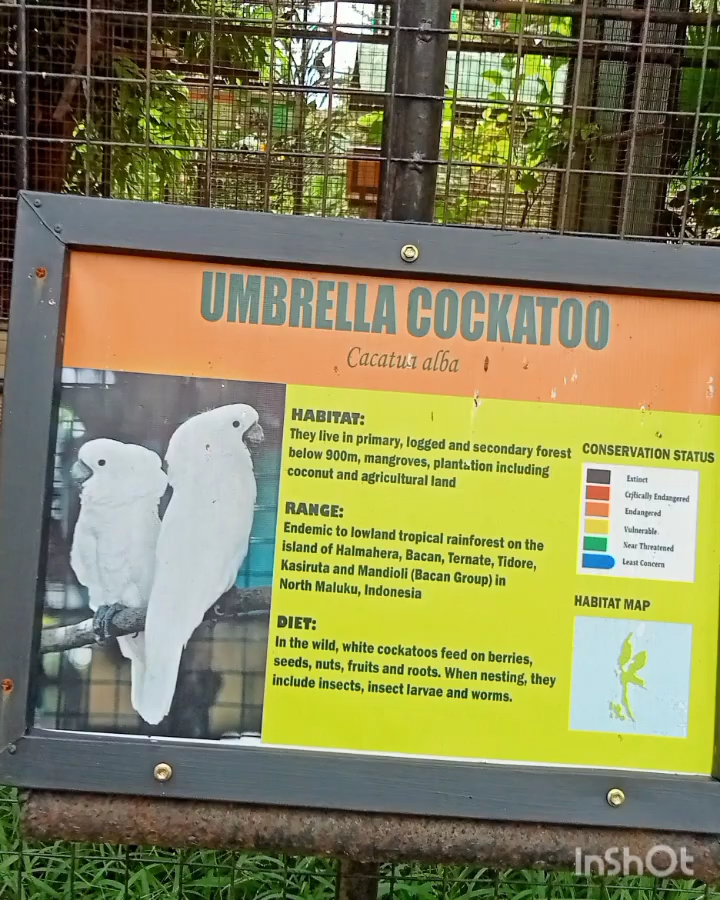 UMBRELLA COCKATOO
Cacatua alba
HABITAT:
They live in primary, logged and secondary forest
below 900m, mangroves, plantation including
coconut and agricultural land
RANGE:
Endemic to lowland tropical rainforest on the
island of Halmahera, Bacan, Ternate, Tidore,
Kasiruta and Mandioli (Bacan Group) in
North Maluku, Indonesia
DIET:
In the wild, white cockatoos feed on berries,
seeds, nuts, fruits and roots. When nesting, they
include insects, insect larvae and worms.
CONSERVATION STATUS
Extinct
Critically Endangered
Endangered
Vulnerable
Near Threatened
Least Concern
HABITAT MAP
InShOt